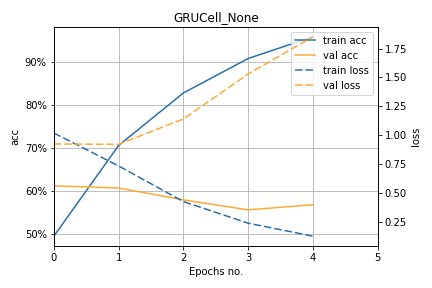 GRUCell_None
train acc
val acc
train loss
val loss
90%
80%
70%
60%
50%
acc
1.75
1.50
1.25
1.00
0.75
0.50
0.25
loss
0 1 2 3 4 5
Epochs no.